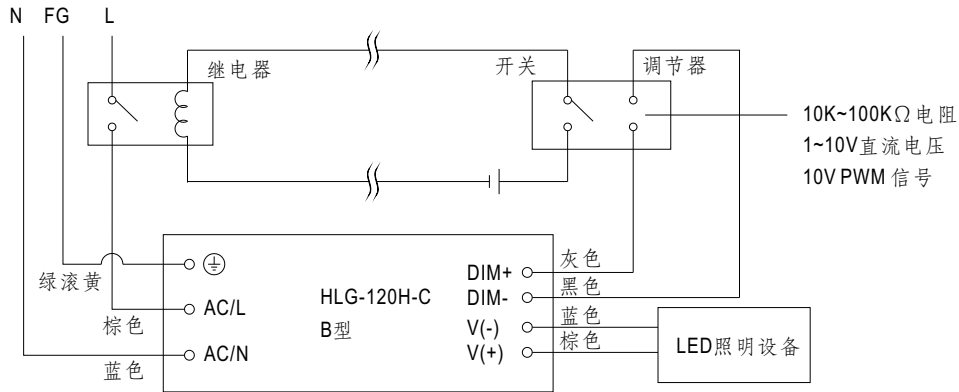 N FG L
继电器
开关
调节器
10K~100KΩ电阻
1~10V直流电压
10V PWM 信号
绿滚黄
棕色
AC/L
蓝色
AC/N
HLG-120H-C
B型
DIM+
灰色
DIM-
黑色
V(-)
蓝色
V(+)
棕色
LED照明设备